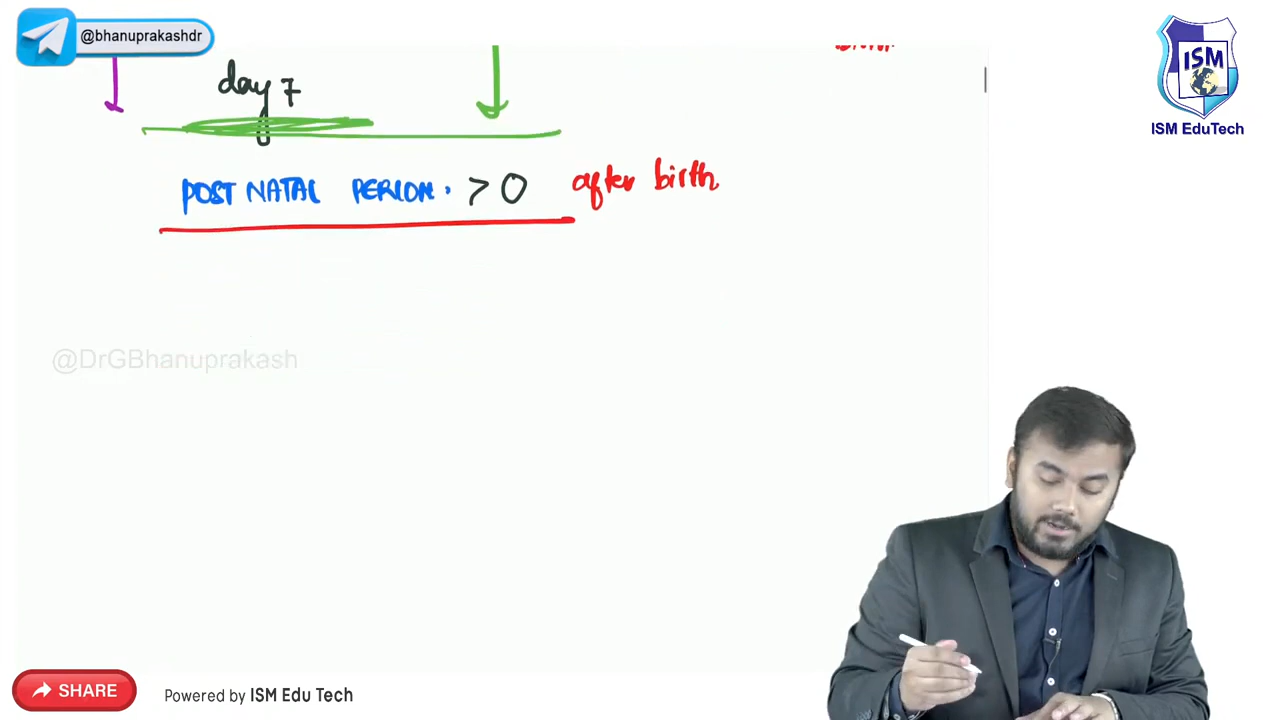 @bhanuprakashdr
ISM
ISM EduTech
day 7
POST NATAL PERIOD. > 0 after birth
@DrGBhanuprakash
SHARE
Powered by ISM Edu Tech